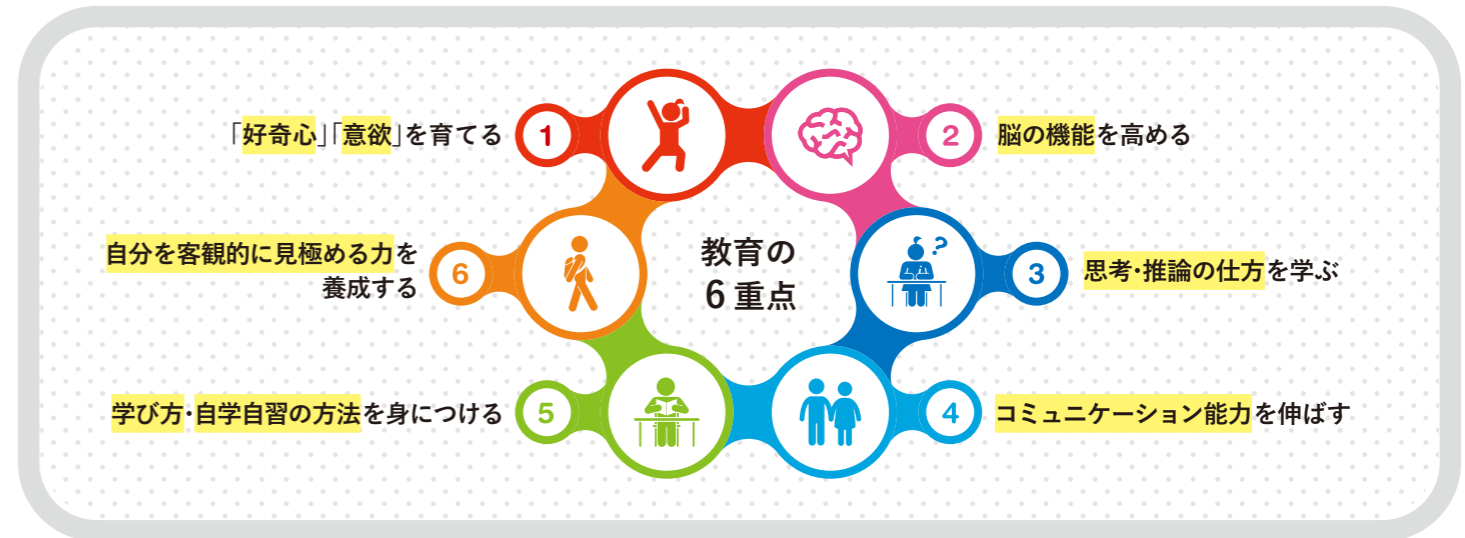 教育の
6重点
1
「好奇心」「意欲」を育てる
2
脳の機能を高める
3
思考・推論の仕方を学ぶ
?
4
コミュニケーション能力を伸ばす
5
学び方・自学自習の方法を身につける
6
自分を客観的に見極める力を
養成する